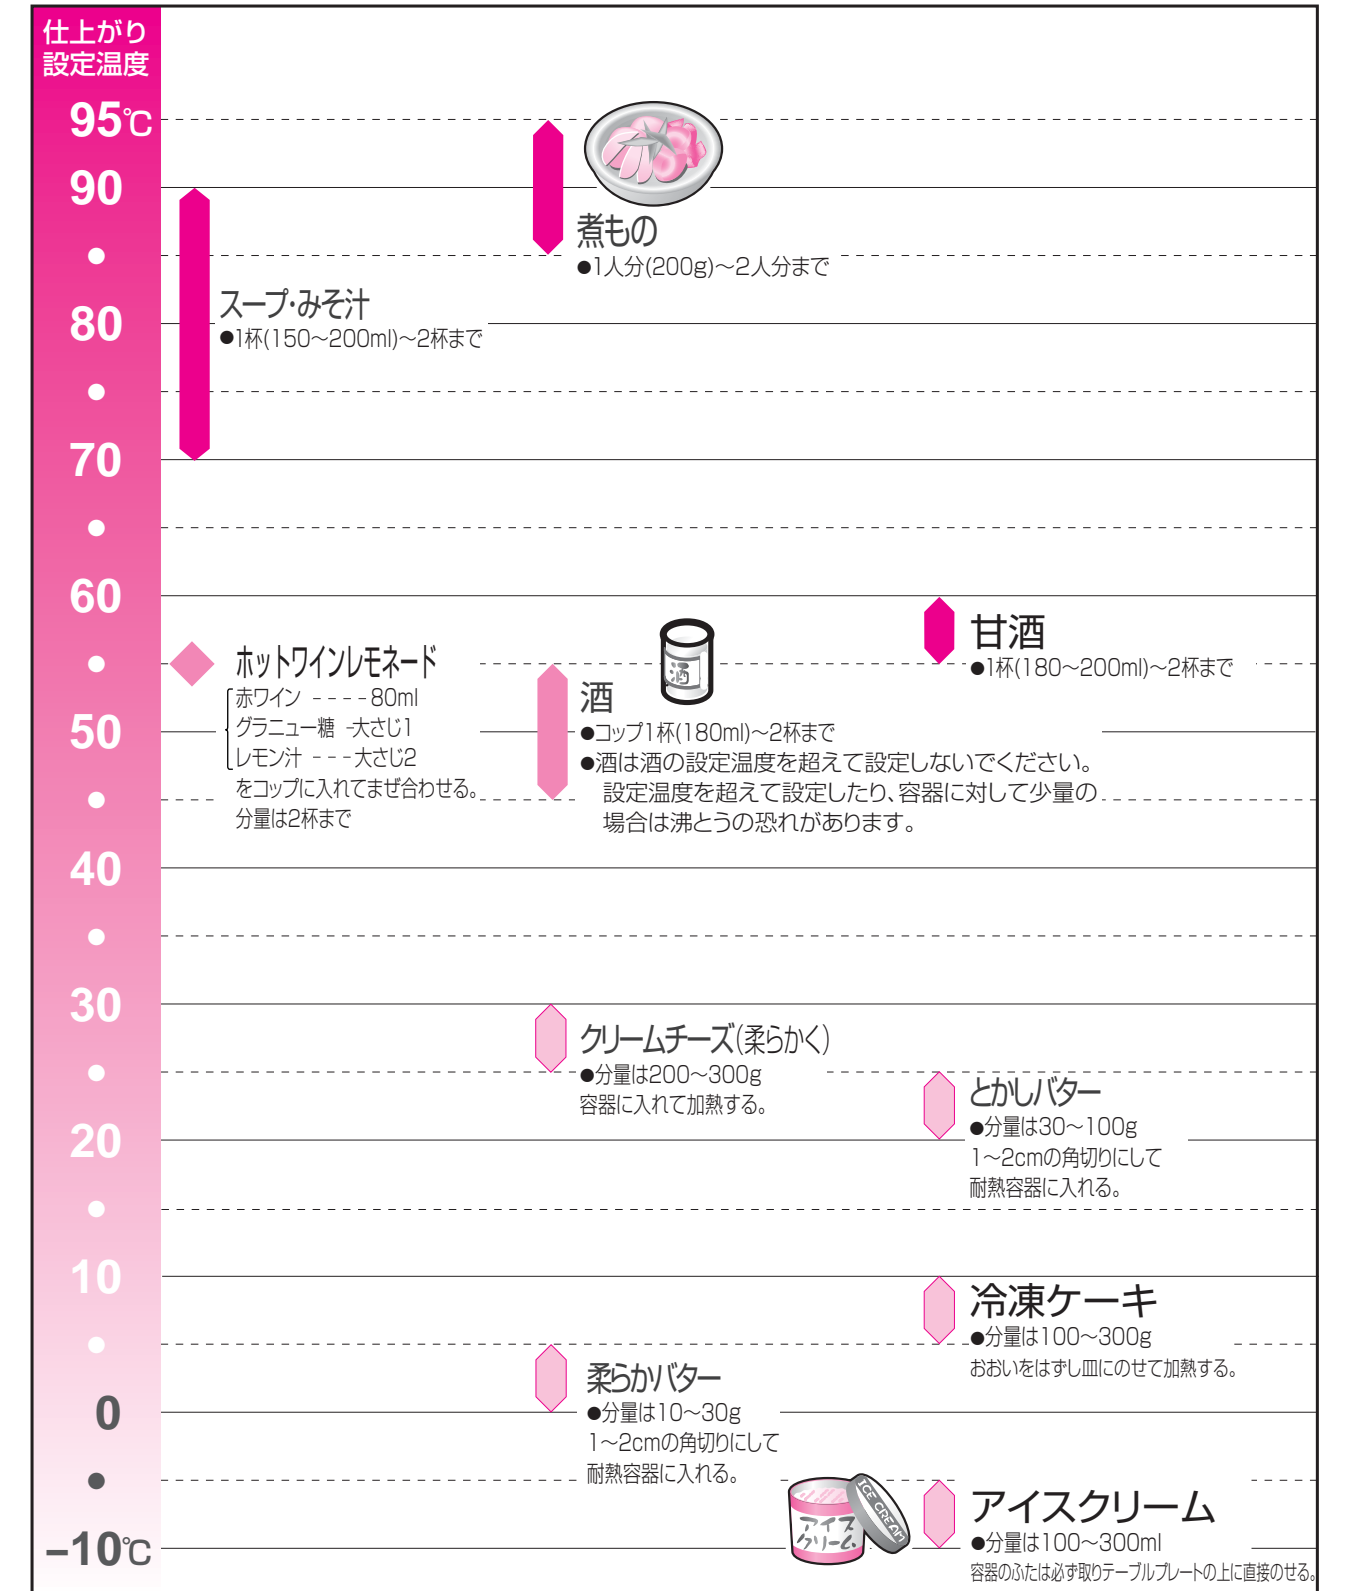 仕上がり
設定温度
95℃
90
80
70
60
50
40
30
20
10
0
−10℃
煮もの
●1人分(200g)～2人分まで
スープ・みそ汁
●1杯(150～200ml)～2杯まで
甘酒
●1杯(180～200ml)～2杯まで
ホットワインレモネード
赤ワイン ----80ml
グラニュー糖 -大さじ1
レモン汁 ---大さじ2
をコップに入れてまぜ合わせる。
分量は2杯まで
酒
酒
●コップ1杯(180ml)～2杯まで
●酒は酒の設定温度を超えて設定しないでください。
設定温度を超えて設定したり、容器に対して少量の
場合は沸とうの恐れがあります。
クリームチーズ(柔らかく)
●分量は200～300g
容器に入れて加熱する。
とかしバター
●分量は30～100g
1～2cmの角切りにして
耐熱容器に入れる。
冷凍ケーキ
●分量は100～300g
おおいをはずし皿にのせて加熱する。
柔らかバター
●分量は10～30g
1～2cmの角切りにして
耐熱容器に入れる。
ICE CREAM
アイス
クリーム
アイスクリーム
●分量は100～300ml
容器のふたは必ず取りテーブルプレートの上に直接のせる。